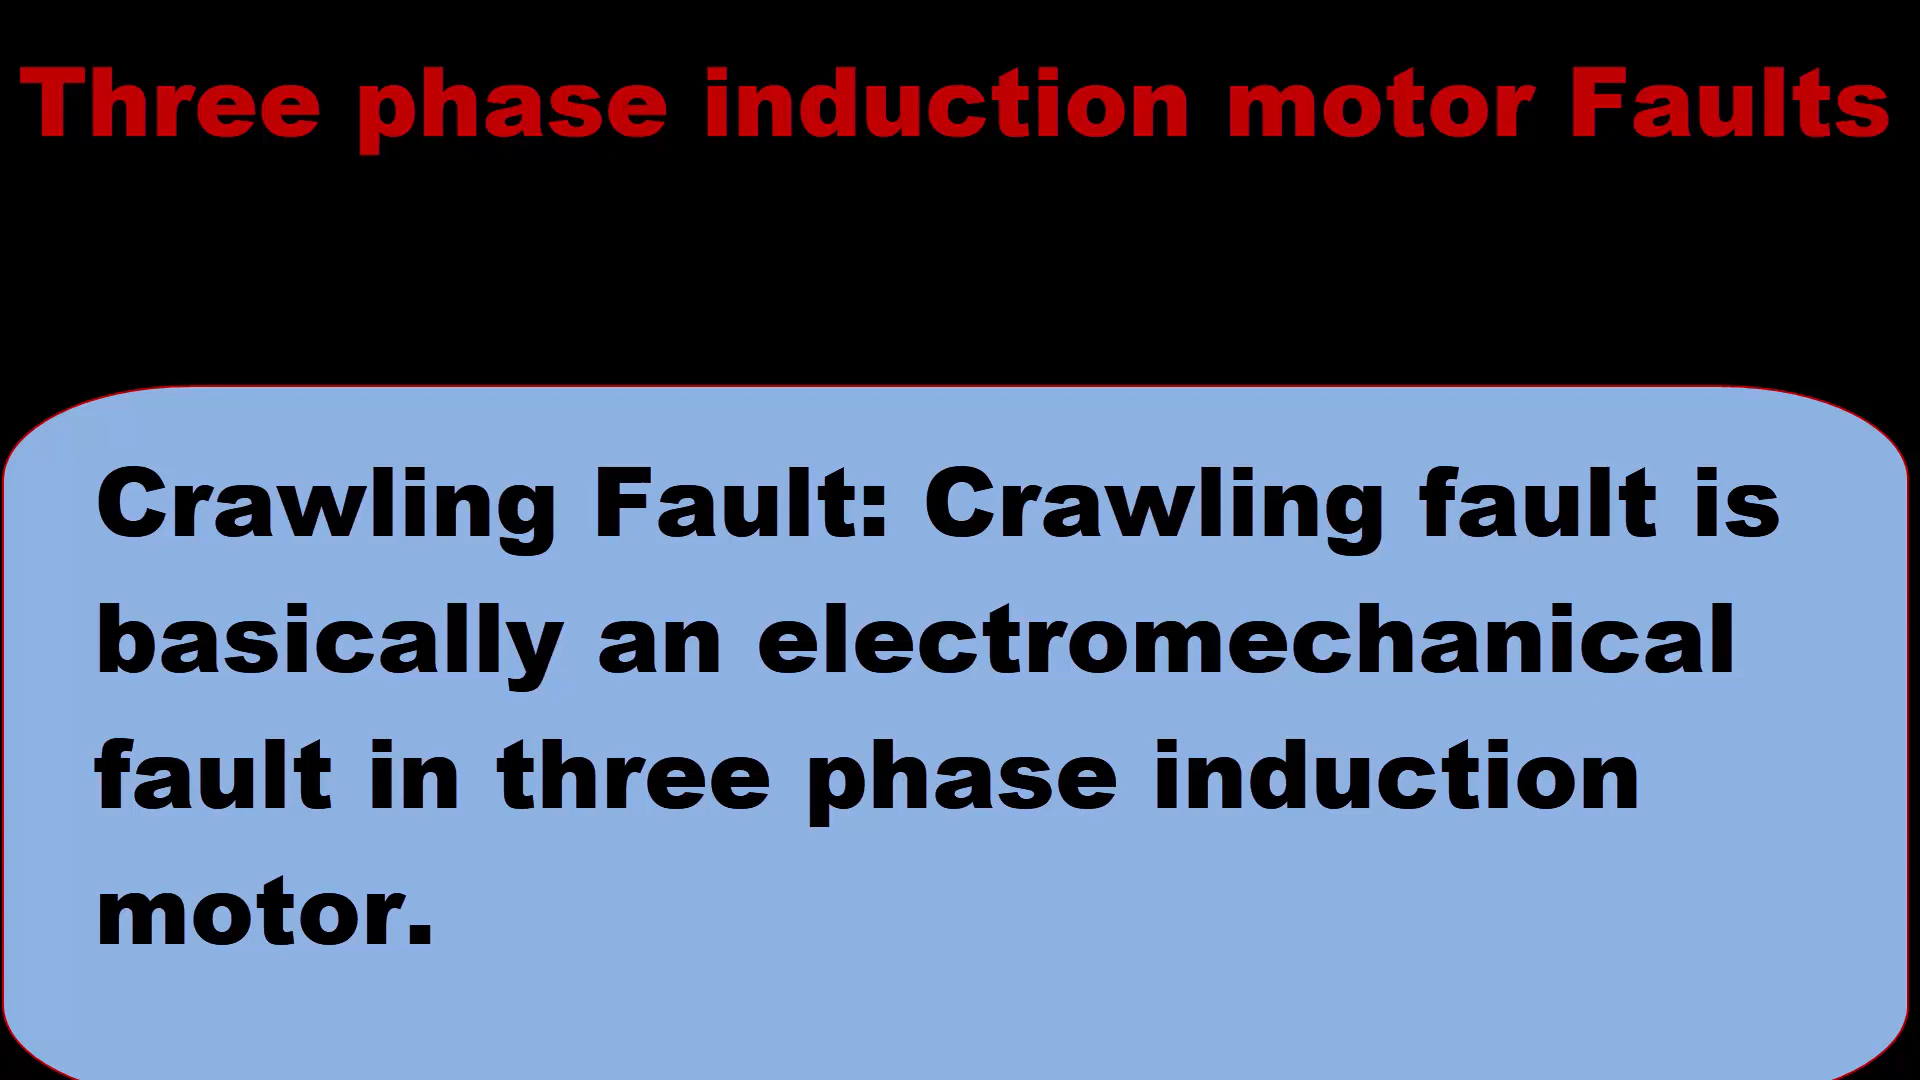 Three phase induction motor Faults
Crawling Fault: Crawling fault is
basically an electromechanical
fault in three phase induction
motor.